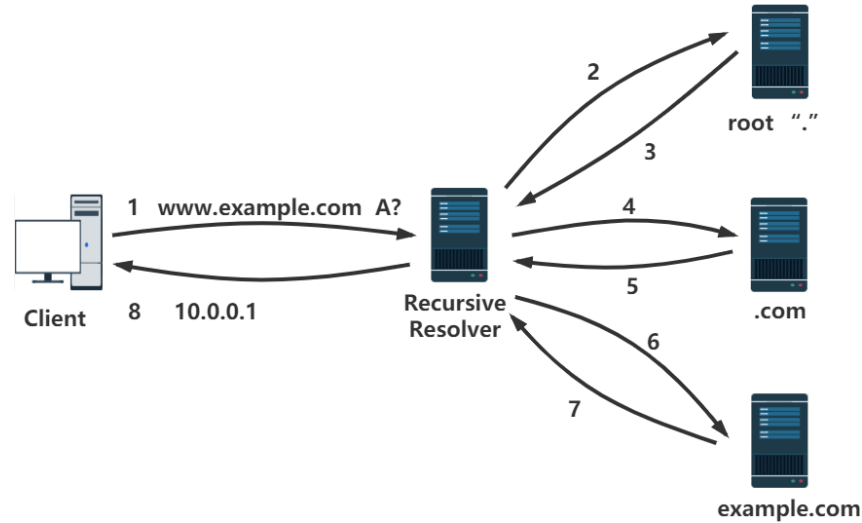 2
root “.”
3
1 www.example.com A?
4
Client
8 10.0.0.1
Recursive
Resolver
5
.com
6
7
example.com